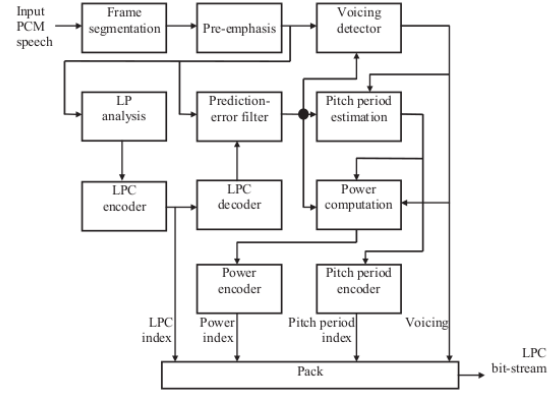 Input
PCM
speech
Frame
segmentation
Pre-emphasis
Voicing
detector
LP
analysis
Prediction-
error filter
Pitch period
estimation
LPC
encoder
LPC
decoder
Power
computation
Power
encoder
Pitch period
encoder
LPC
index
Power
index
Pitch period
index
Voicing
Pack
LPC
bit-stream